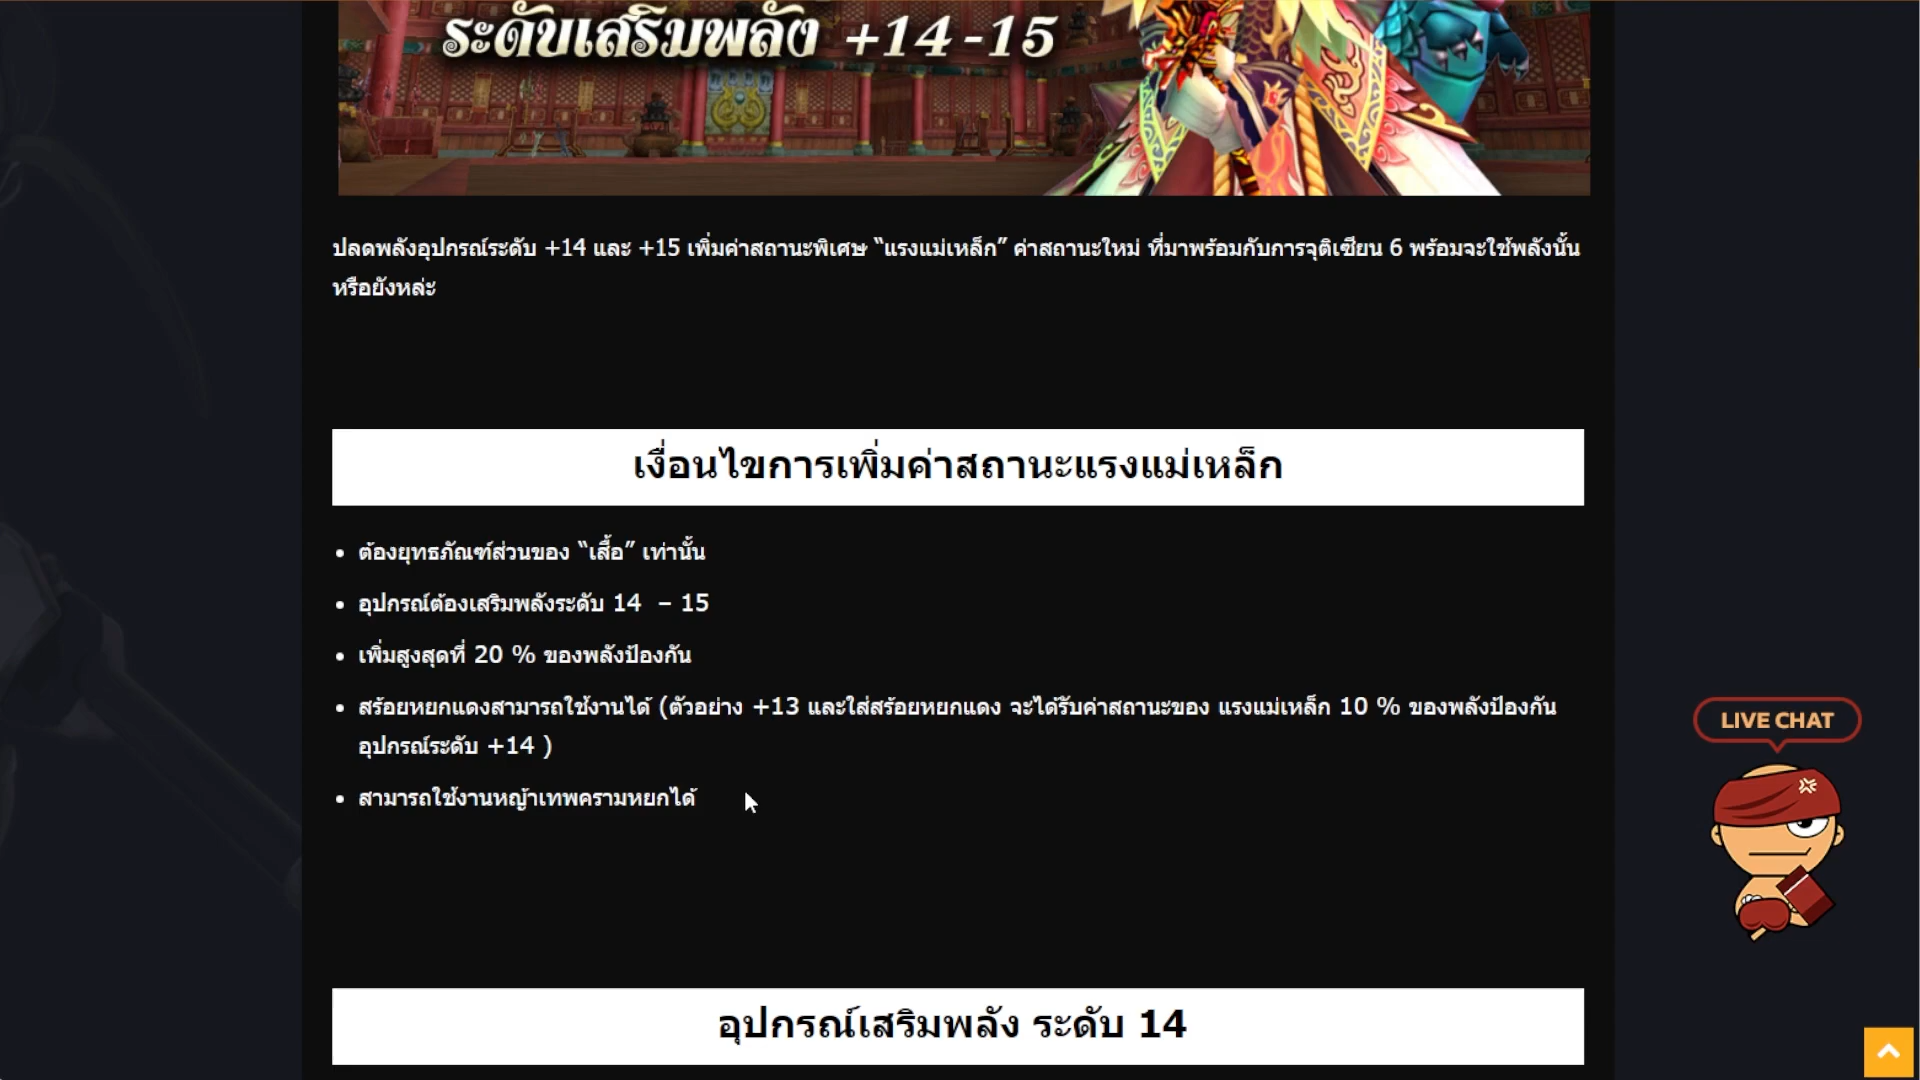 ระดับเสริมพลัง +14 -15
ปลดพลังอุปกรณ์ระดับ +14 และ +15 เพิ่มค่าสถานะพิเศษ “แรงแม่เหล็ก” ค่าสถานะใหม่ ที่มาพร้อมกับการจุติเซียน 6 พร้อมจะใช้พลังนั้น
หรือยังหล่ะ
เงื่อนไขการเพิ่มค่าสถานะแรงแม่เหล็ก
• ต้องยุทธภัณฑ์ส่วนของ “เสื้อ” เท่านั้น
• อุปกรณ์ต้องเสริมพลังระดับ 14 – 15
• เพิ่มสูงสุดที่ 20 % ของพลังป้องกัน
• สร้อยหยกแดงสามารถใช้งานได้ (ตัวอย่าง +13 และใส่สร้อยหยกแดง จะได้รับค่าสถานะของ แรงแม่เหล็ก 10 % ของพลังป้องกัน
อุปกรณ์ระดับ +14 )
LIVE CHAT
• สามารถใช้งานหญ้าเทพครามหยกได้
อุปกรณ์เสริมพลัง ระดับ 14